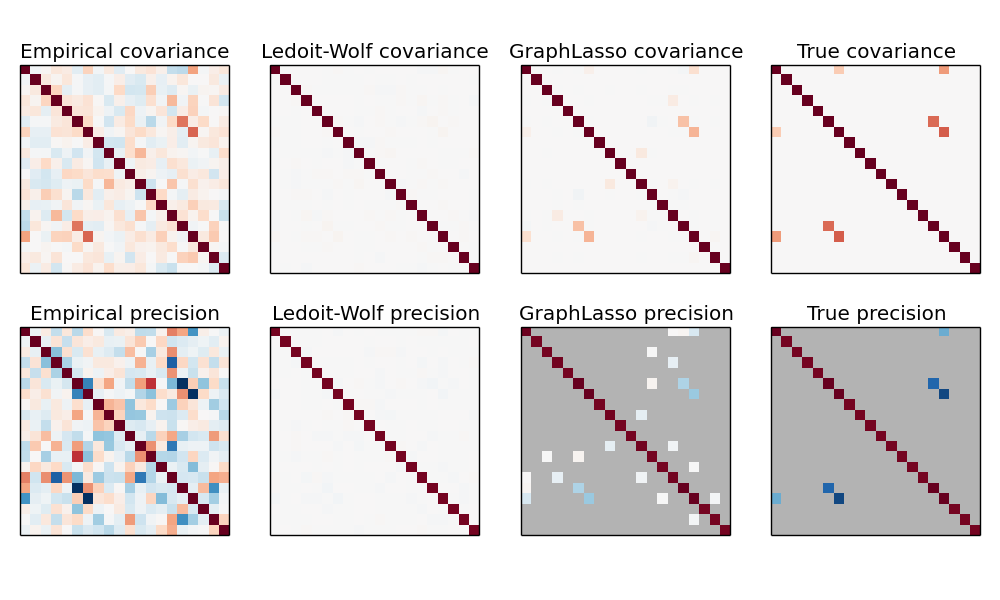 Empirical covariance
Ledoit-Wolf covariance
GraphLasso covariance
True covariance
Empirical precision
Ledoit-Wolf precision
GraphLasso precision
True precision